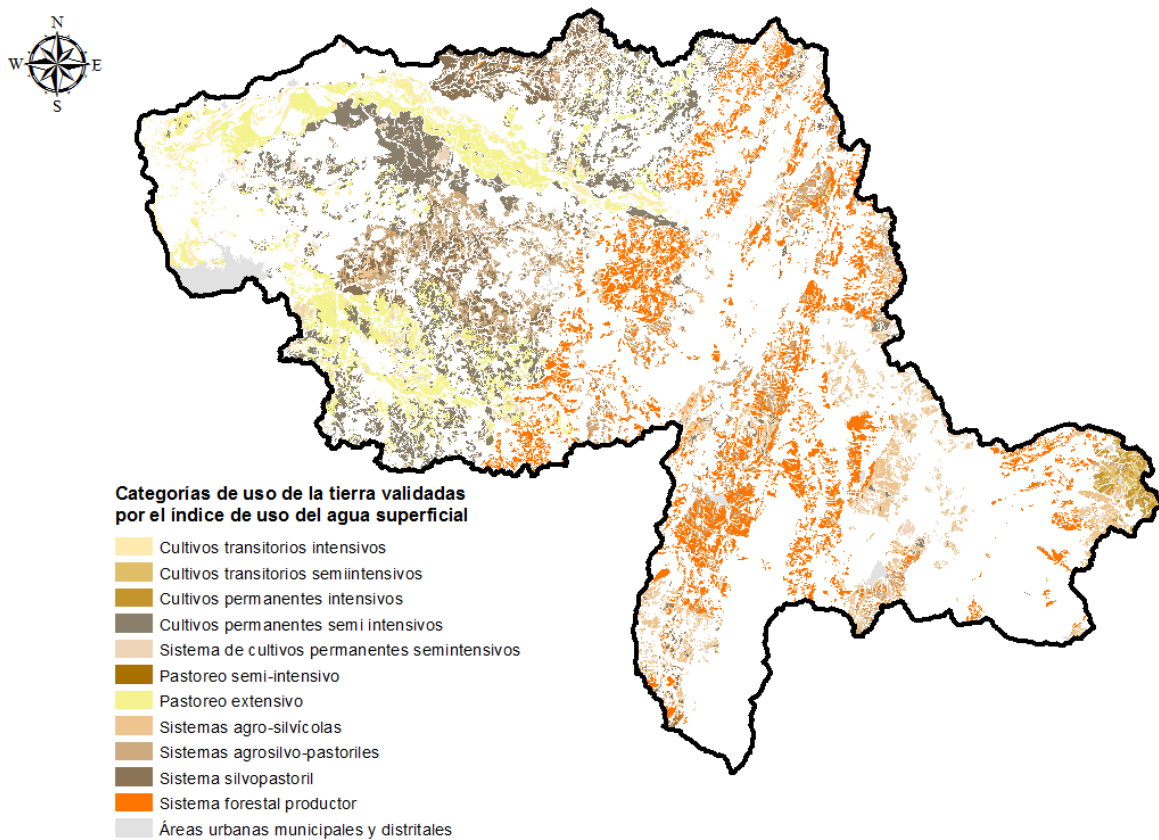 N
W E
S
Categorías de uso de la tierra validadas
por el índice de uso del agua superficial
Cultivos transitorios intensivos
Cultivos transitorios semiintensivos
Cultivos permanentes intensivos
Cultivos permanentes semi intensivos
Sistema de cultivos permanentes semintensivos
Pastoreo semi-intensivo
Pastoreo extensivo
Sistemas agro-silvícolas
Sistemas agrosilvo-pastoriles
Sistema silvopastoril
Sistema forestal productor
Áreas urbanas municipales y distritales